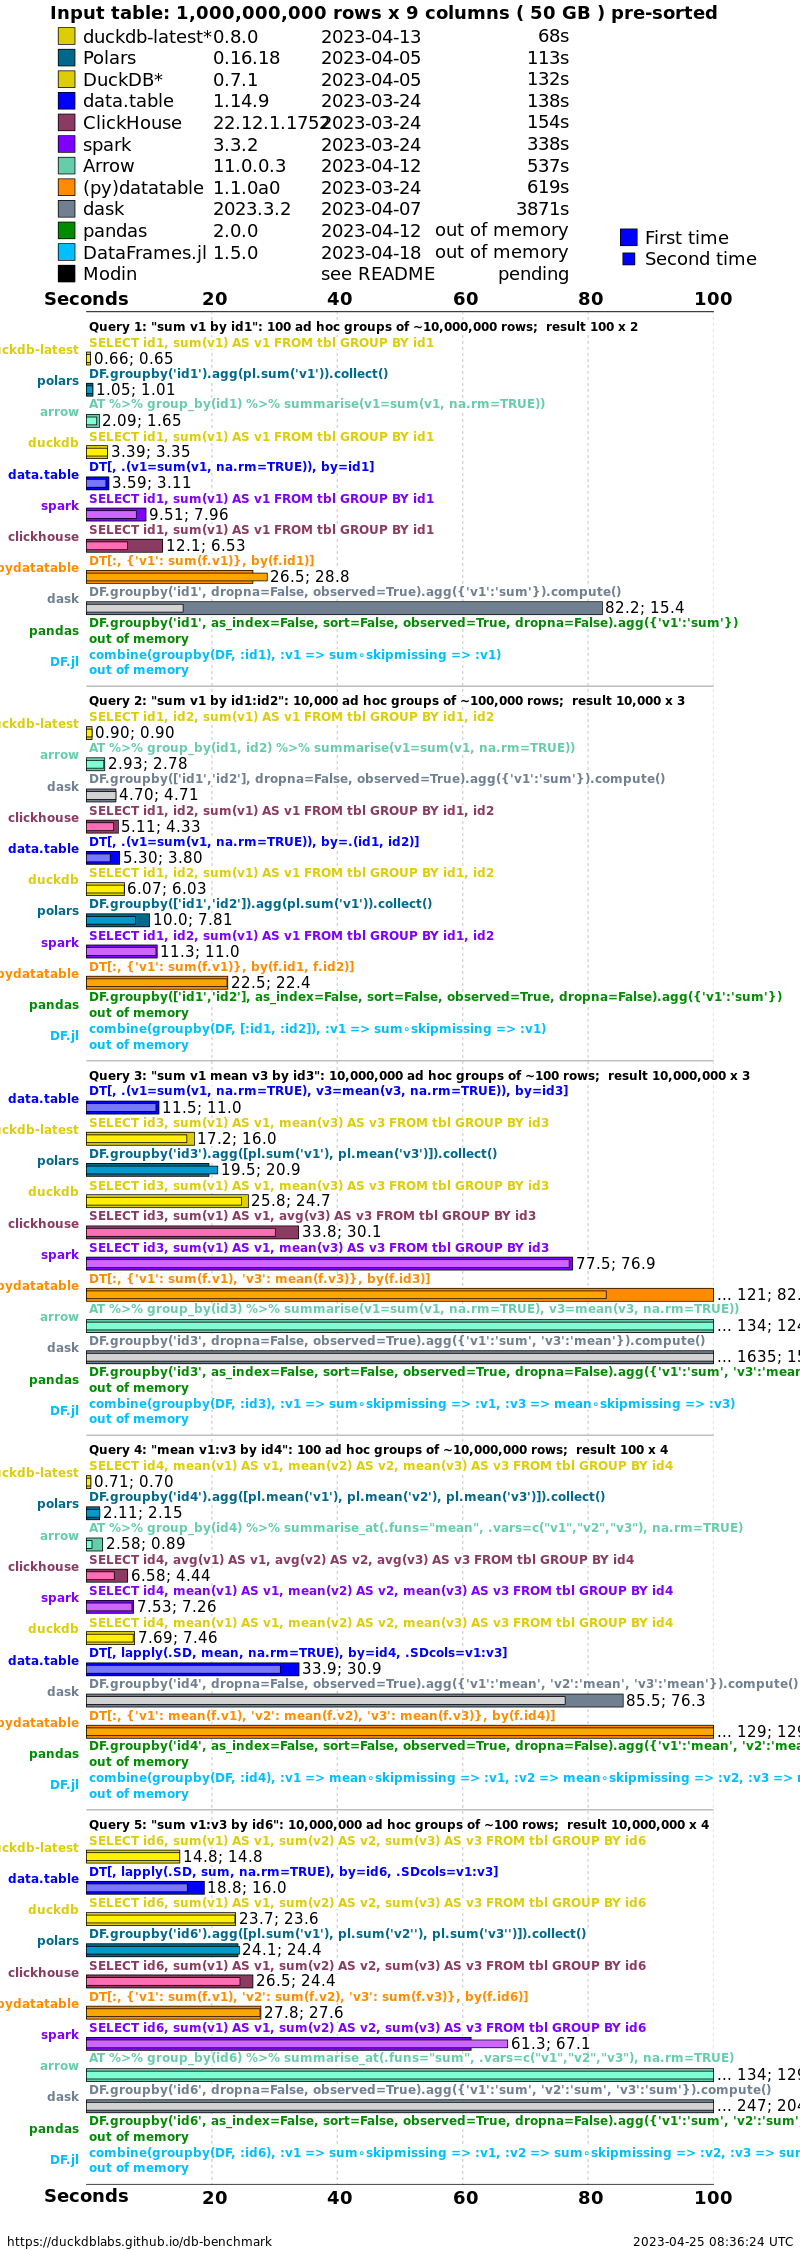 Input table: 1,000,000,000 rows x 9 columns ( 50 GB ) pre-sorted
duckdb-latest* 0.8.0 2023-04-13 68s
Polars 0.16.18 2023-04-05 113s
DuckDB* 0.7.1 2023-04-05 132s
data.table 1.14.9 2023-03-24 138s
ClickHouse 22.12.1.1752 2023-03-24 154s
spark 3.3.2 2023-03-24 338s
Arrow 11.0.0.3 2023-04-12 537s
(py)datatable 1.1.0a0 2023-03-24 619s
dask 2023.3.2 2023-04-07 3871s
pandas 2.0.0 2023-04-12 out of memory
First time
DataFrames.jl 1.5.0 2023-04-18 out of memory
Second time
Modin see README pending
Seconds 20 40 60 80 100
Query 1: "sum v1 by id1": 100 ad hoc groups of ~10,000,000 rows; result 100 x 2
SELECT id1, sum(v1) AS v1 FROM tbl GROUP BY id1
uckdb-latest
0.66; 0.65
DF.groupby('id1').agg(pl.sum('v1')).collect()
polars
1.05; 1.01
AT %>% group_by(id1) %>% summarise(v1=sum(v1, na.rm=TRUE))
arrow
2.09; 1.65
SELECT id1, sum(v1) AS v1 FROM tbl GROUP BY id1
duckdb
3.39; 3.35
DT[, .(v1=sum(v1, na.rm=TRUE)), by=id1]
data.table
3.59; 3.11
SELECT id1, sum(v1) AS v1 FROM tbl GROUP BY id1
spark
9.51; 7.96
SELECT id1, sum(v1) AS v1 FROM tbl GROUP BY id1
clickhouse
12.1; 6.53
DT[:, {'v1': sum(f.v1)}, by(f.id1)]
pydatatable
26.5; 28.8
DF.groupby('id1', dropna=False, observed=True).agg({'v1':'sum'}).compute()
dask
82.2; 15.4
DF.groupby('id1', as_index=False, sort=False, observed=True, dropna=False).agg({'v1':'sum'})
pandas
out of memory
combine(groupby(DF, :id1), :v1 => sum∘skipmissing => :v1)
DF.jl
out of memory
Query 2: "sum v1 by id1:id2": 10,000 ad hoc groups of ~100,000 rows; result 10,000 x 3
SELECT id1, id2, sum(v1) AS v1 FROM tbl GROUP BY id1, id2
uckdb-latest
0.90; 0.90
AT %>% group_by(id1, id2) %>% summarise(v1=sum(v1, na.rm=TRUE))
arrow
2.93; 2.78
DF.groupby(['id1','id2'], dropna=False, observed=True).agg({'v1':'sum'}).compute()
dask
4.70; 4.71
SELECT id1, id2, sum(v1) AS v1 FROM tbl GROUP BY id1, id2
clickhouse
5.11; 4.33
DT[, .(v1=sum(v1, na.rm=TRUE)), by=.(id1, id2)]
data.table
5.30; 3.80
SELECT id1, id2, sum(v1) AS v1 FROM tbl GROUP BY id1, id2
duckdb
6.07; 6.03
DF.groupby(['id1','id2']).agg(pl.sum('v1')).collect()
polars
10.0; 7.81
SELECT id1, id2, sum(v1) AS v1 FROM tbl GROUP BY id1, id2
spark
11.3; 11.0
DT[:, {'v1': sum(f.v1)}, by(f.id1, f.id2)]
pydatatable
22.5; 22.4
DF.groupby(['id1','id2'], as_index=False, sort=False, observed=True, dropna=False).agg({'v1':'sum'})
pandas
out of memory
combine(groupby(DF, [:id1, :id2]), :v1 => sum∘skipmissing => :v1)
DF.jl
out of memory
Query 3: "sum v1 mean v3 by id3": 10,000,000 ad hoc groups of ~100 rows; result 10,000,000 x 3
DT[, .(v1=sum(v1, na.rm=TRUE), v3=mean(v3, na.rm=TRUE)), by=id3]
data.table
11.5; 11.0
SELECT id3, sum(v1) AS v1, mean(v3) AS v3 FROM tbl GROUP BY id3
uckdb-latest
17.2; 16.0
DF.groupby('id3').agg([pl.sum('v1'), pl.mean('v3')]).collect()
polars
19.5; 20.9
SELECT id3, sum(v1) AS v1, mean(v3) AS v3 FROM tbl GROUP BY id3
duckdb
25.8; 24.7
SELECT id3, sum(v1) AS v1, avg(v3) AS v3 FROM tbl GROUP BY id3
clickhouse
33.8; 30.1
SELECT id3, sum(v1) AS v1, mean(v3) AS v3 FROM tbl GROUP BY id3
spark
77.5; 76.9
DT[:, {'v1': sum(f.v1), 'v3': mean(f.v3)}, by(f.id3)]
pydatatable
... 121; 82.
AT %>% group_by(id3) %>% summarise(v1=sum(v1, na.rm=TRUE), v3=mean(v3, na.rm=TRUE))
arrow
... 134; 124
DF.groupby('id3', dropna=False, observed=True).agg({'v1':'sum', 'v3':'mean'}).compute()
dask
... 1635; 15
DF.groupby('id3', as_index=False, sort=False, observed=True, dropna=False).agg({'v1':'sum', 'v3':'mean
pandas
out of memory
combine(groupby(DF, :id3), :v1 => sum∘skipmissing => :v1, :v3 => mean∘skipmissing => :v3)
DF.jl
out of memory
Query 4: "mean v1:v3 by id4": 100 ad hoc groups of ~10,000,000 rows; result 100 x 4
SELECT id4, mean(v1) AS v1, mean(v2) AS v2, mean(v3) AS v3 FROM tbl GROUP BY id4
uckdb-latest
0.71; 0.70
DF.groupby('id4').agg([pl.mean('v1'), pl.mean('v2'), pl.mean('v3')]).collect()
polars
2.11; 2.15
AT %>% group_by(id4) %>% summarise_at(.funs="mean", .vars=c("v1","v2","v3"), na.rm=TRUE)
arrow
2.58; 0.89
SELECT id4, avg(v1) AS v1, avg(v2) AS v2, avg(v3) AS v3 FROM tbl GROUP BY id4
clickhouse
6.58; 4.44
SELECT id4, mean(v1) AS v1, mean(v2) AS v2, mean(v3) AS v3 FROM tbl GROUP BY id4
spark
7.53; 7.26
SELECT id4, mean(v1) AS v1, mean(v2) AS v2, mean(v3) AS v3 FROM tbl GROUP BY id4
duckdb
7.69; 7.46
DT[, lapply(.SD, mean, na.rm=TRUE), by=id4, .SDcols=v1:v3]
data.table
33.9; 30.9
DF.groupby('id4', dropna=False, observed=True).agg({'v1':'mean', 'v2':'mean', 'v3':'mean'}).compute()
dask
85.5; 76.3
DT[:, {'v1': mean(f.v1), 'v2': mean(f.v2), 'v3': mean(f.v3)}, by(f.id4)]
pydatatable
... 129; 129
DF.groupby('id4', as_index=False, sort=False, observed=True, dropna=False).agg({'v1':'mean', 'v2':'mea
pandas
out of memory
combine(groupby(DF, :id4), :v1 => mean∘skipmissing => :v1, :v2 => mean∘skipmissing => :v2, :v3 => m
DF.jl
out of memory
Query 5: "sum v1:v3 by id6": 10,000,000 ad hoc groups of ~100 rows; result 10,000,000 x 4
SELECT id6, sum(v1) AS v1, sum(v2) AS v2, sum(v3) AS v3 FROM tbl GROUP BY id6
uckdb-latest
14.8; 14.8
DT[, lapply(.SD, sum, na.rm=TRUE), by=id6, .SDcols=v1:v3]
data.table
18.8; 16.0
SELECT id6, sum(v1) AS v1, sum(v2) AS v2, sum(v3) AS v3 FROM tbl GROUP BY id6
duckdb
23.7; 23.6
DF.groupby('id6').agg([pl.sum('v1'), pl.sum('v2''), pl.sum('v3'')]).collect()
polars
24.1; 24.4
SELECT id6, sum(v1) AS v1, sum(v2) AS v2, sum(v3) AS v3 FROM tbl GROUP BY id6
clickhouse
26.5; 24.4
DT[:, {'v1': sum(f.v1), 'v2': sum(f.v2), 'v3': sum(f.v3)}, by(f.id6)]
pydatatable
27.8; 27.6
SELECT id6, sum(v1) AS v1, sum(v2) AS v2, sum(v3) AS v3 FROM tbl GROUP BY id6
spark
61.3; 67.1
AT %>% group_by(id6) %>% summarise_at(.funs="sum", .vars=c("v1","v2","v3"), na.rm=TRUE)
arrow
... 134; 129
DF.groupby('id6', dropna=False, observed=True).agg({'v1':'sum', 'v2':'sum', 'v3':'sum'}).compute()
dask
... 247; 204
DF.groupby('id6', as_index=False, sort=False, observed=True, dropna=False).agg({'v1':'sum', 'v2':'sum'
pandas
out of memory
combine(groupby(DF, :id6), :v1 => sum∘skipmissing => :v1, :v2 => sum∘skipmissing => :v2, :v3 => sum
DF.jl
out of memory
Seconds 20 40 60 80 100
https://duckdblabs.github.io/db-benchmark
2023-04-25 08:36:24 UTC